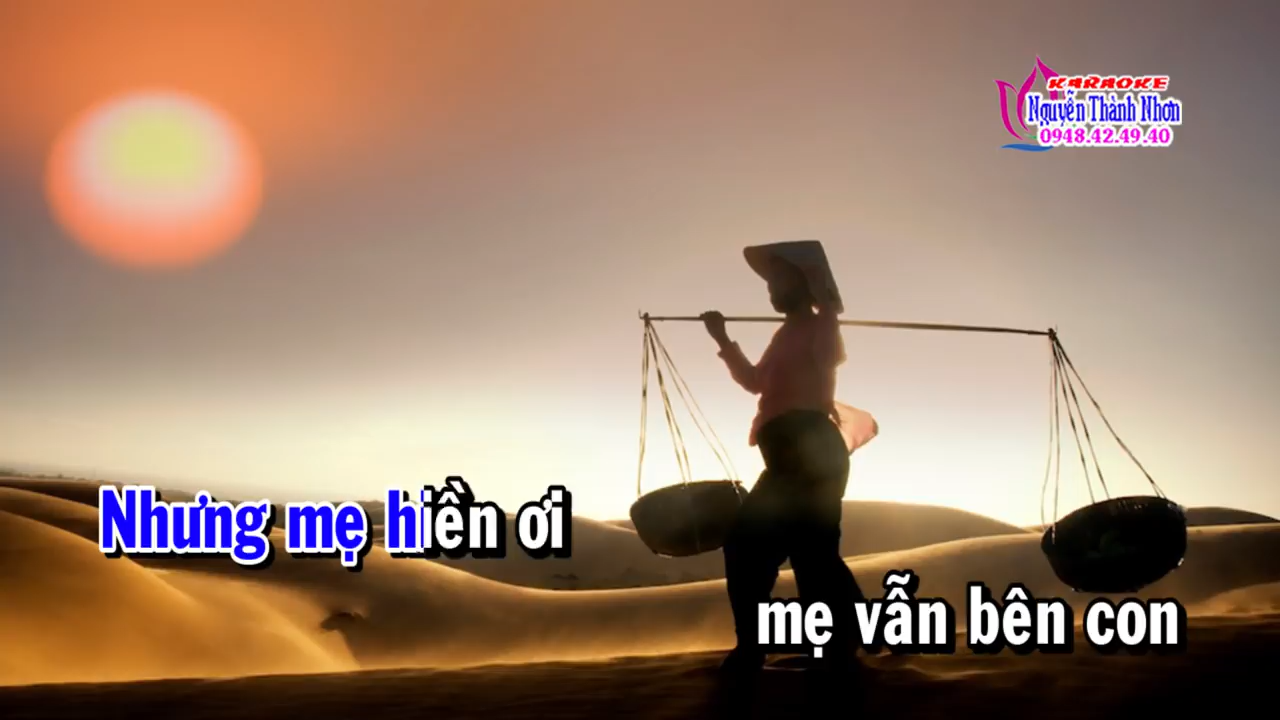 KARAOKE
Nguyễn Thành Nhơn
0948.42.49.40
Nhưng mẹ hiền ơi
mẹ vẫn bên con